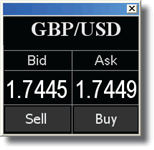 GBP/USD
Bid Ask
1.7445 1.7449
Sell Buy